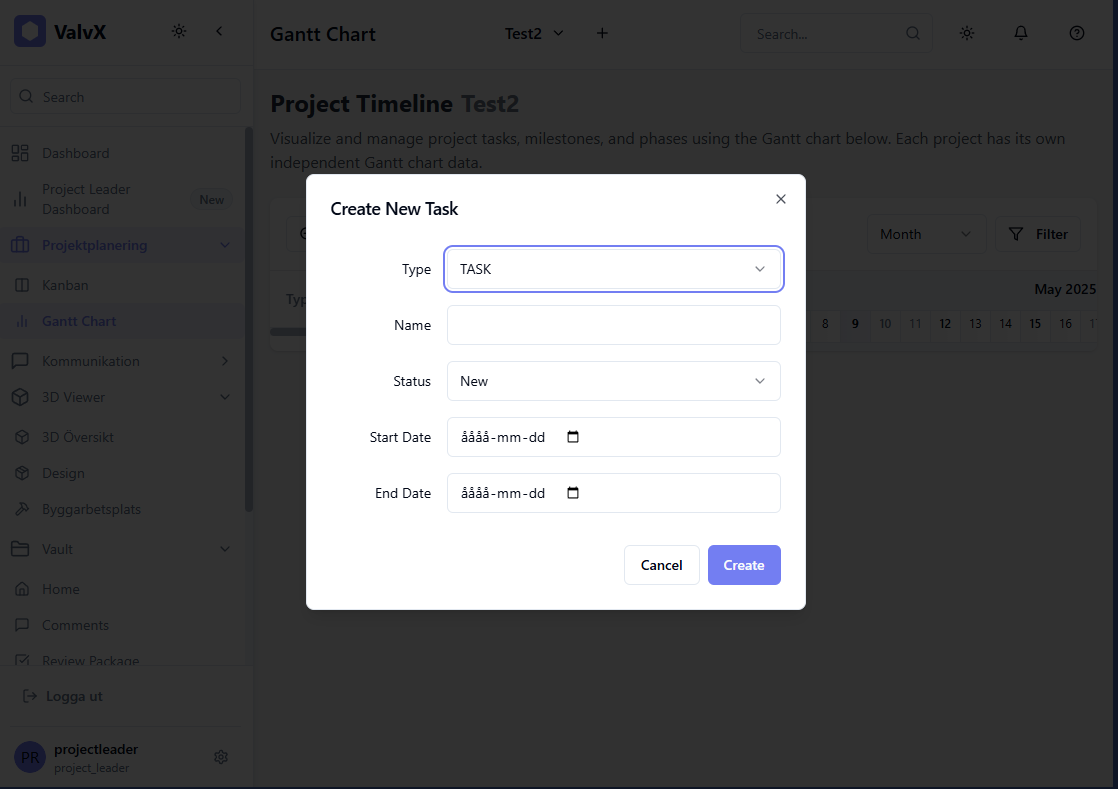 ValvX
Gantt Chart
Test2
Search...
Search
Project Timeline Test2
Visualize and manage project tasks, milestones, and phases using the Gantt chart below. Each project has its own
independent Gantt chart data.
Dashboard
Project Leader
Dashboard
New
Projektplanering
Kanban
Gantt Chart
Kommunikation
3D Viewer
3D Översikt
Design
Byggarbetsplats
Vault
Home
Comments
Review Package
Logga ut
PR
projectleader
project_leader
Month
Filter
May 2025
8 9 10 11 12 13 14 15 16
Create New Task
Type
TASK
Name
Status
New
Start Date
åååå-mm-dd
End Date
åååå-mm-dd
Cancel
Create